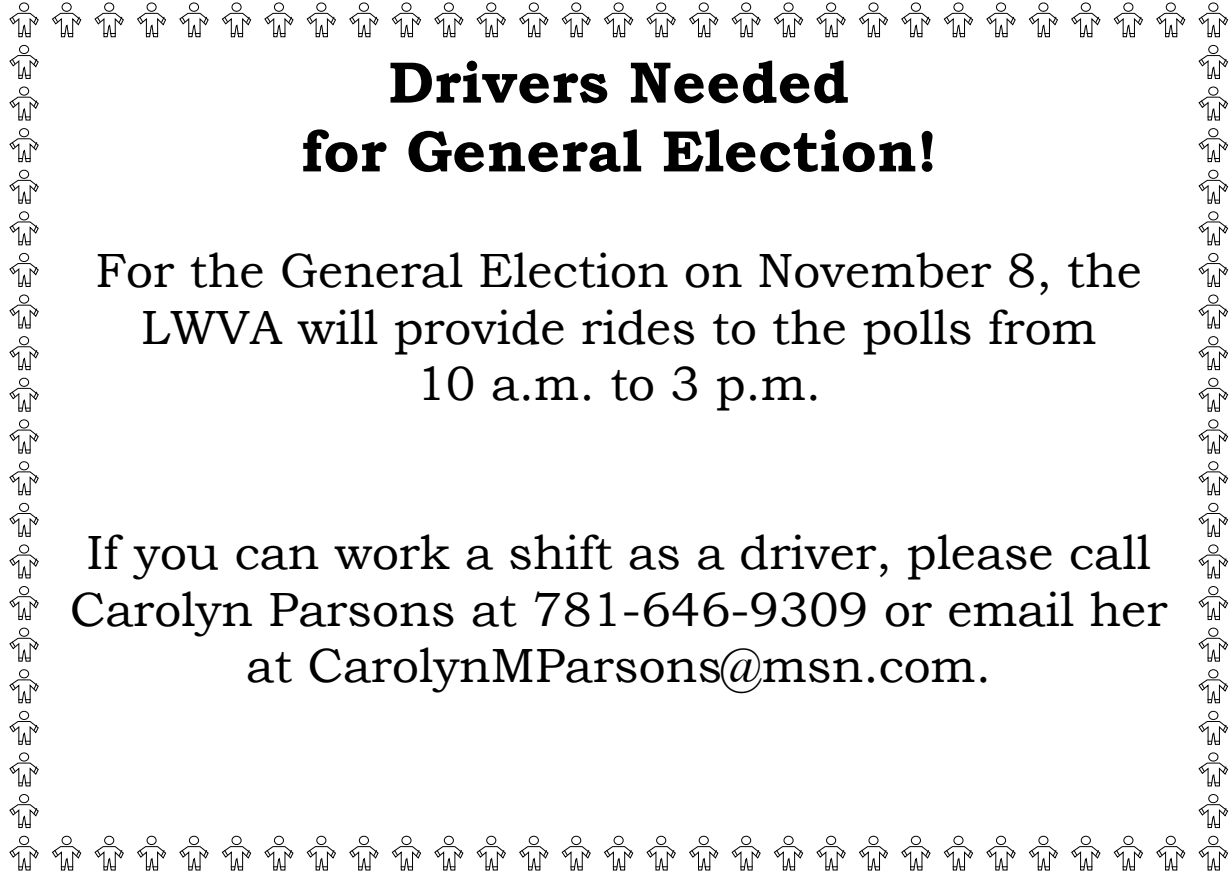 Drivers Needed
for General Election!
For the General Election on November 8, the
LWVA will provide rides to the polls from
10 a.m. to 3 p.m.
If you can work a shift as a driver, please call
Carolyn Parsons at 781-646-9309 or email her
at CarolynMParsons@msn.com.